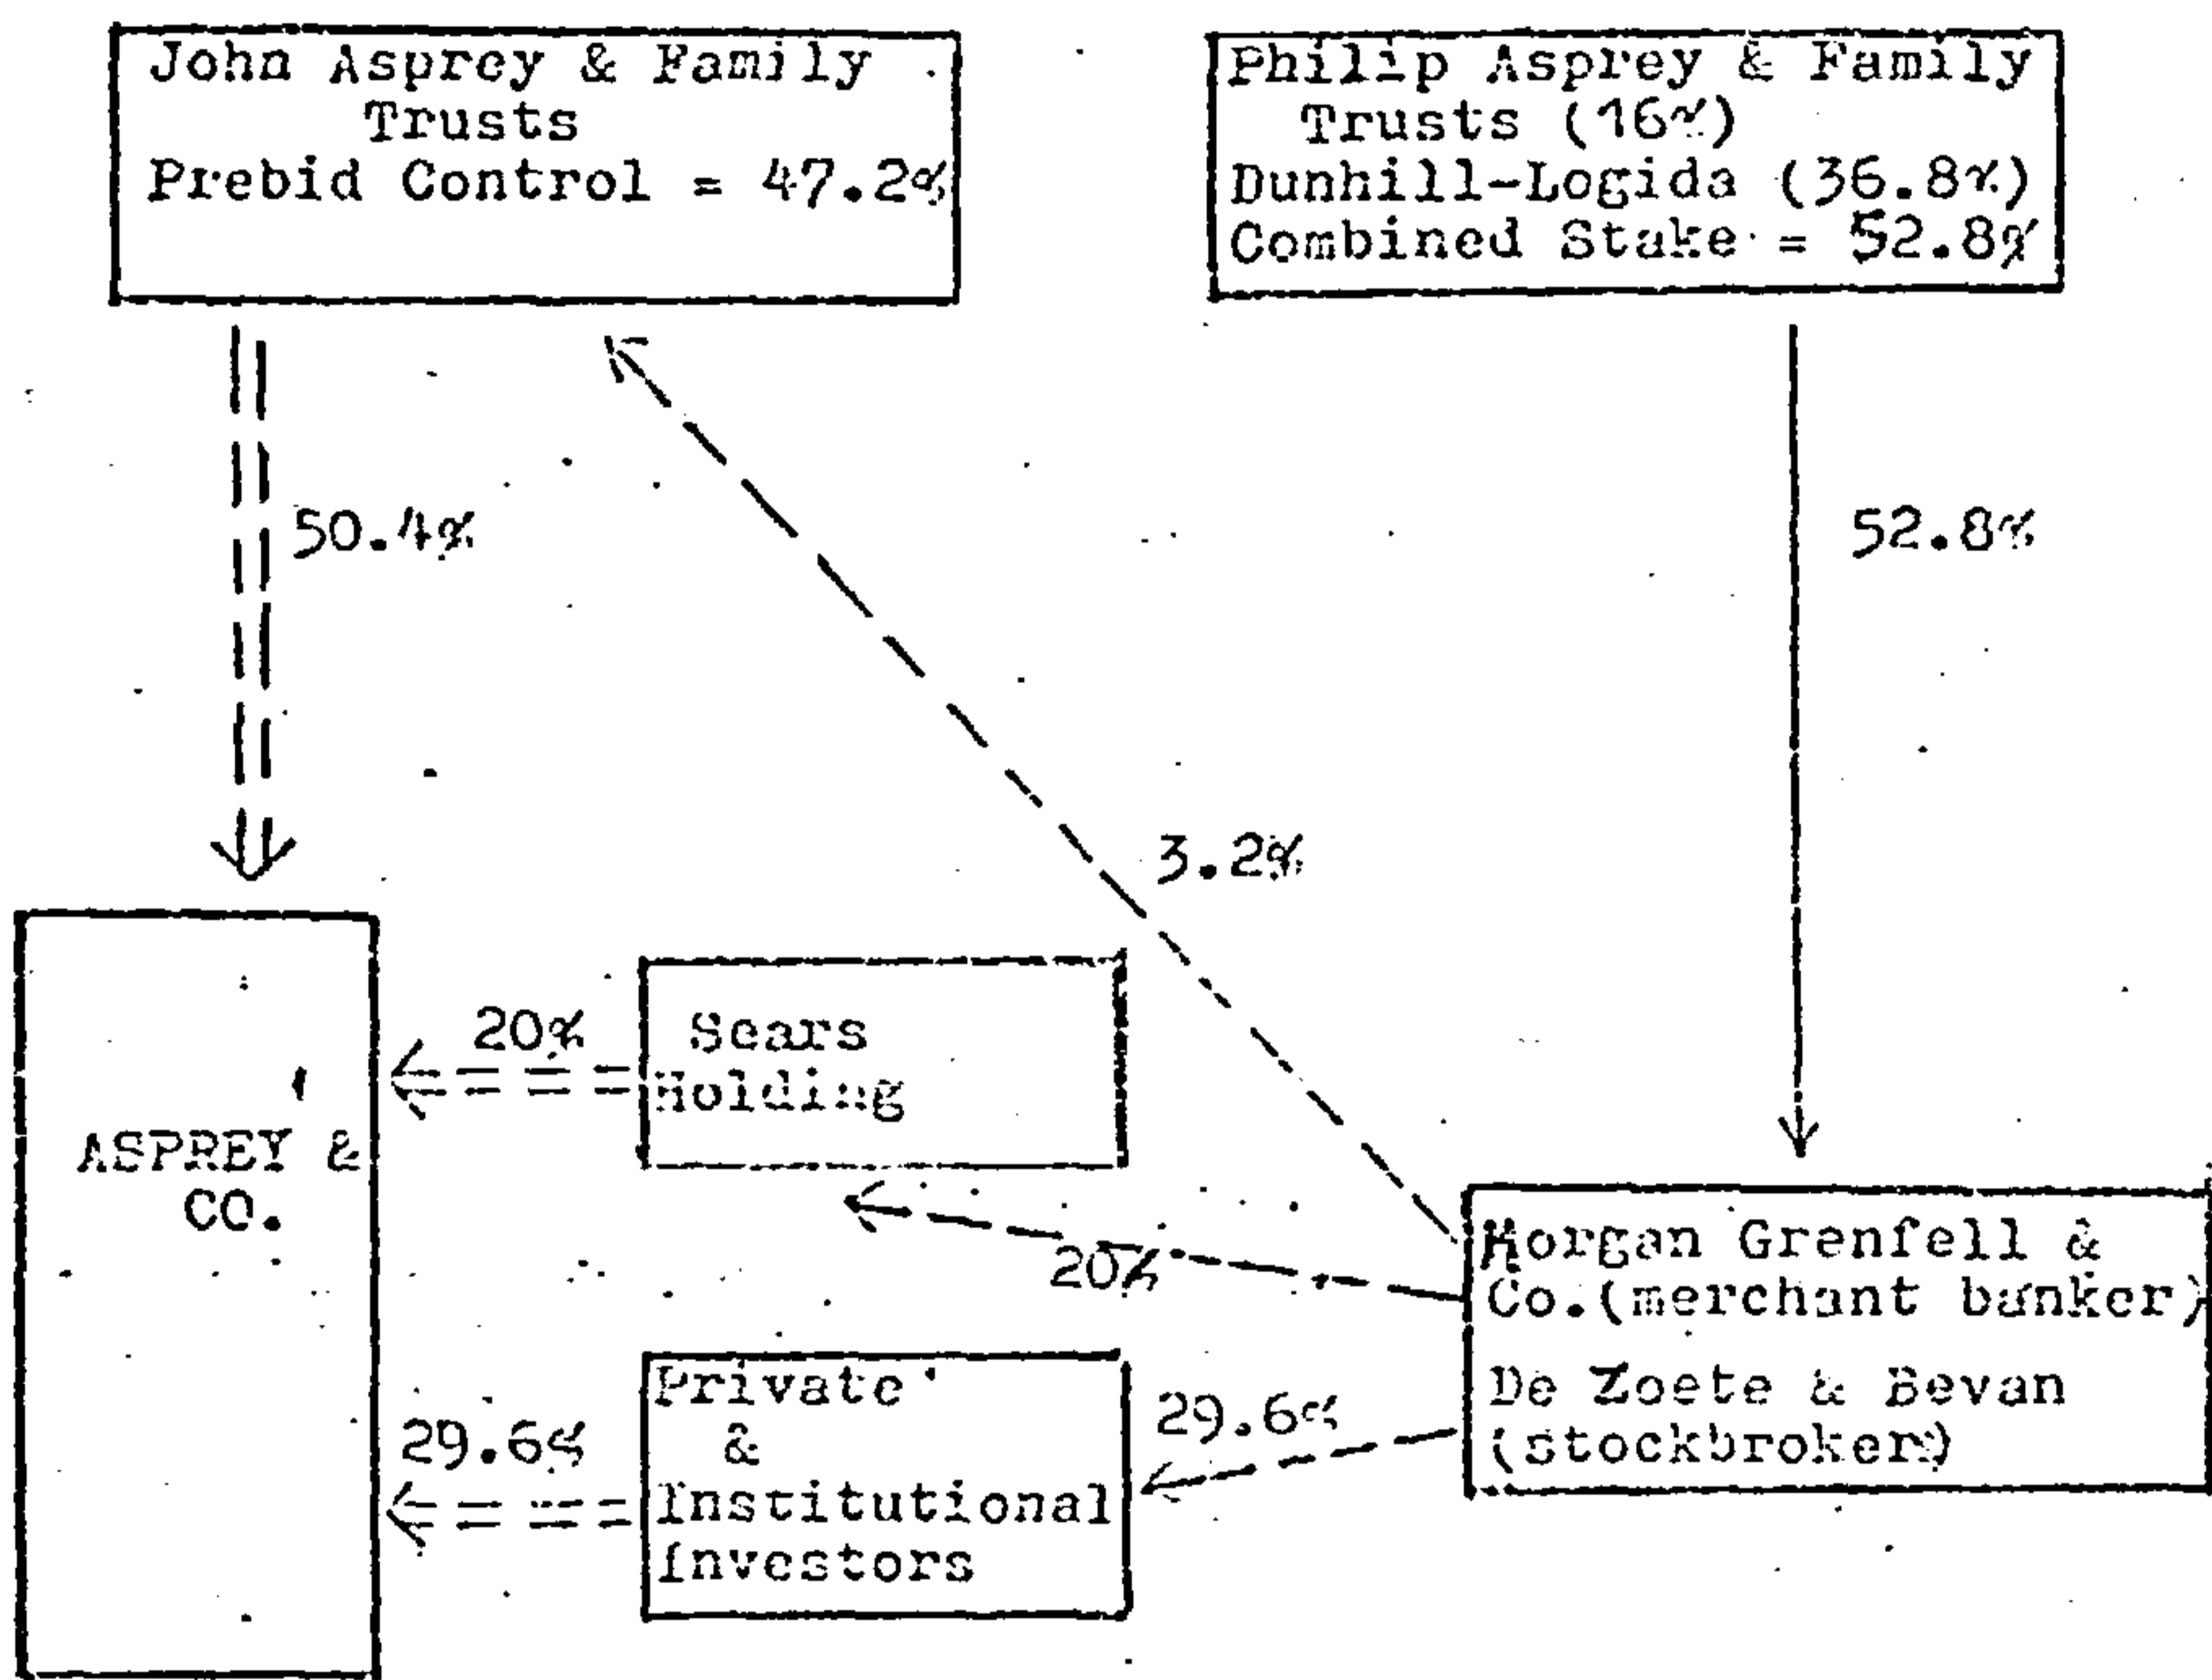 John Asprey & Family
Trusts
Prebid Control = 47.2%
Philip Asprey & Family
Trusts (16%)
Dunhill-Logida (36.8%)
Combined Stake = 52.8%
50.4%
52.8%
3.2%
20%
Sears
Holding
ASPREY &
CO.
20%
Morgan Grenfell &
Co.(merchant banker)
De Zoete & Bevan
(stockbroker)
Private
&
Institutional
Investors
29.6%
29.6%